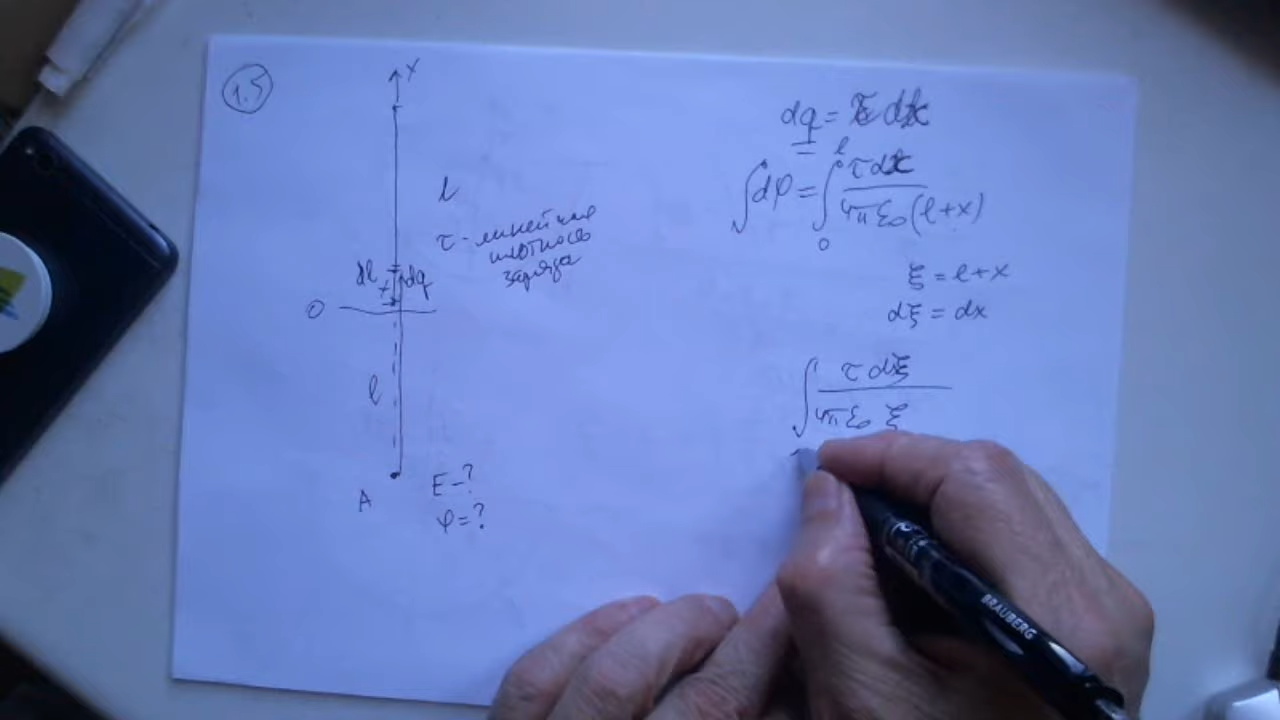 1.5
x
l
τ - линейная
плотность
заряда
dl
x
dq
O
l
A
E - ?
φ = ?
dq = τ dx
∫dφ = ∫₀ˡ τ dx / 4πε₀(l+x)
ξ = l + x
dξ = dx
∫ τ dξ / 4πε₀ ξ
BRAUBERG